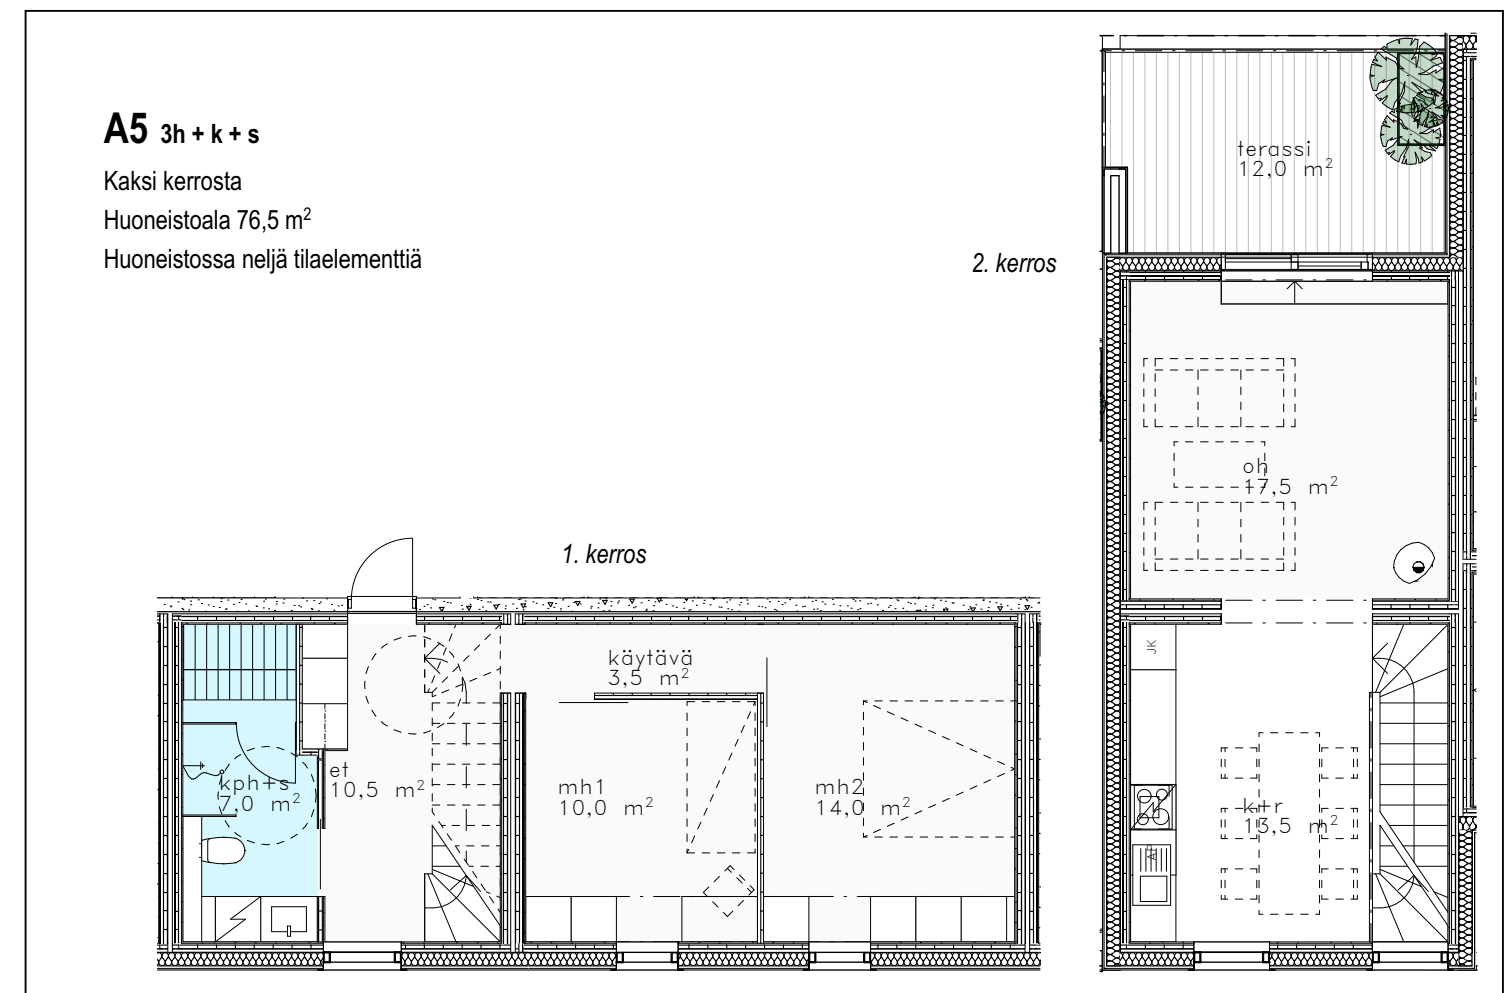 A5 3h + k + s
Kaksi kerrosta
Huoneistoala 76,5 m²
Huoneistossa neljä tilaelementtiä
2. kerros
terassi
12,0 m²
oh
17,5 m²
JK
k+r
13,5 m²
AP
1. kerros
käytävä
3,5 m²
kph+s
7,0 m²
et
10,5 m²
mh1
10,0 m²
mh2
14,0 m²